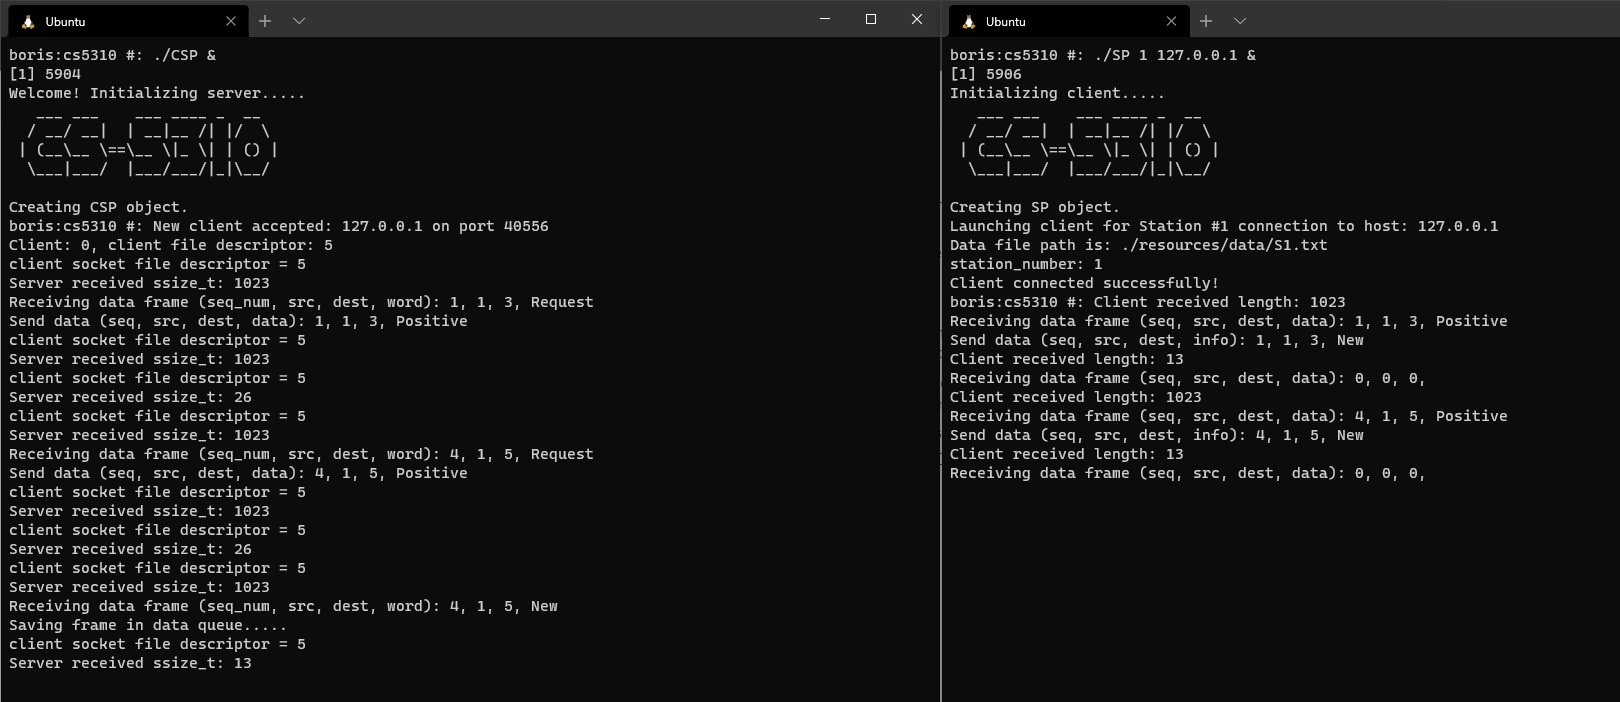 Ubuntu
boris:cs5310 #: ./CSP &
[1] 5904
Welcome! Initializing server.....
   ___ ___    ___ ____ _  __
  / __/ __|  | __|__ /| |/  \
 | (__\__ \==\__ \|_ \| | () |
  \___|___/  |___/___/|_|\__/
Creating CSP object.
boris:cs5310 #: New client accepted: 127.0.0.1 on port 40556
Client: 0, client file descriptor: 5
client socket file descriptor = 5
Server received ssize_t: 1023
Receiving data frame (seq_num, src, dest, word): 1, 1, 3, Request
Send data (seq, src, dest, data): 1, 1, 3, Positive
client socket file descriptor = 5
Server received ssize_t: 1023
client socket file descriptor = 5
Server received ssize_t: 26
client socket file descriptor = 5
Server received ssize_t: 1023
Receiving data frame (seq_num, src, dest, word): 4, 1, 5, Request
Send data (seq, src, dest, data): 4, 1, 5, Positive
client socket file descriptor = 5
Server received ssize_t: 1023
client socket file descriptor = 5
Server received ssize_t: 26
client socket file descriptor = 5
Server received ssize_t: 1023
Receiving data frame (seq_num, src, dest, word): 4, 1, 5, New
Saving frame in data queue.....
client socket file descriptor = 5
Server received ssize_t: 13
Ubuntu
boris:cs5310 #: ./SP 1 127.0.0.1 &
[1] 5906
Initializing client.....
   ___ ___    ___ ____ _  __
  / __/ __|  | __|__ /| |/  \
 | (__\__ \==\__ \|_ \| | () |
  \___|___/  |___/___/|_|\__/
Creating SP object.
Launching client for Station #1 connection to host: 127.0.0.1
Data file path is: ./resources/data/S1.txt
station_number: 1
Client connected successfully!
boris:cs5310 #: Client received length: 1023
Receiving data frame (seq, src, dest, data): 1, 1, 3, Positive
Send data (seq, src, dest, info): 1, 1, 3, New
Client received length: 13
Receiving data frame (seq, src, dest, data): 0, 0, 0,
Client received length: 1023
Receiving data frame (seq, src, dest, data): 4, 1, 5, Positive
Send data (seq, src, dest, info): 4, 1, 5, New
Client received length: 13
Receiving data frame (seq, src, dest, data): 0, 0, 0,